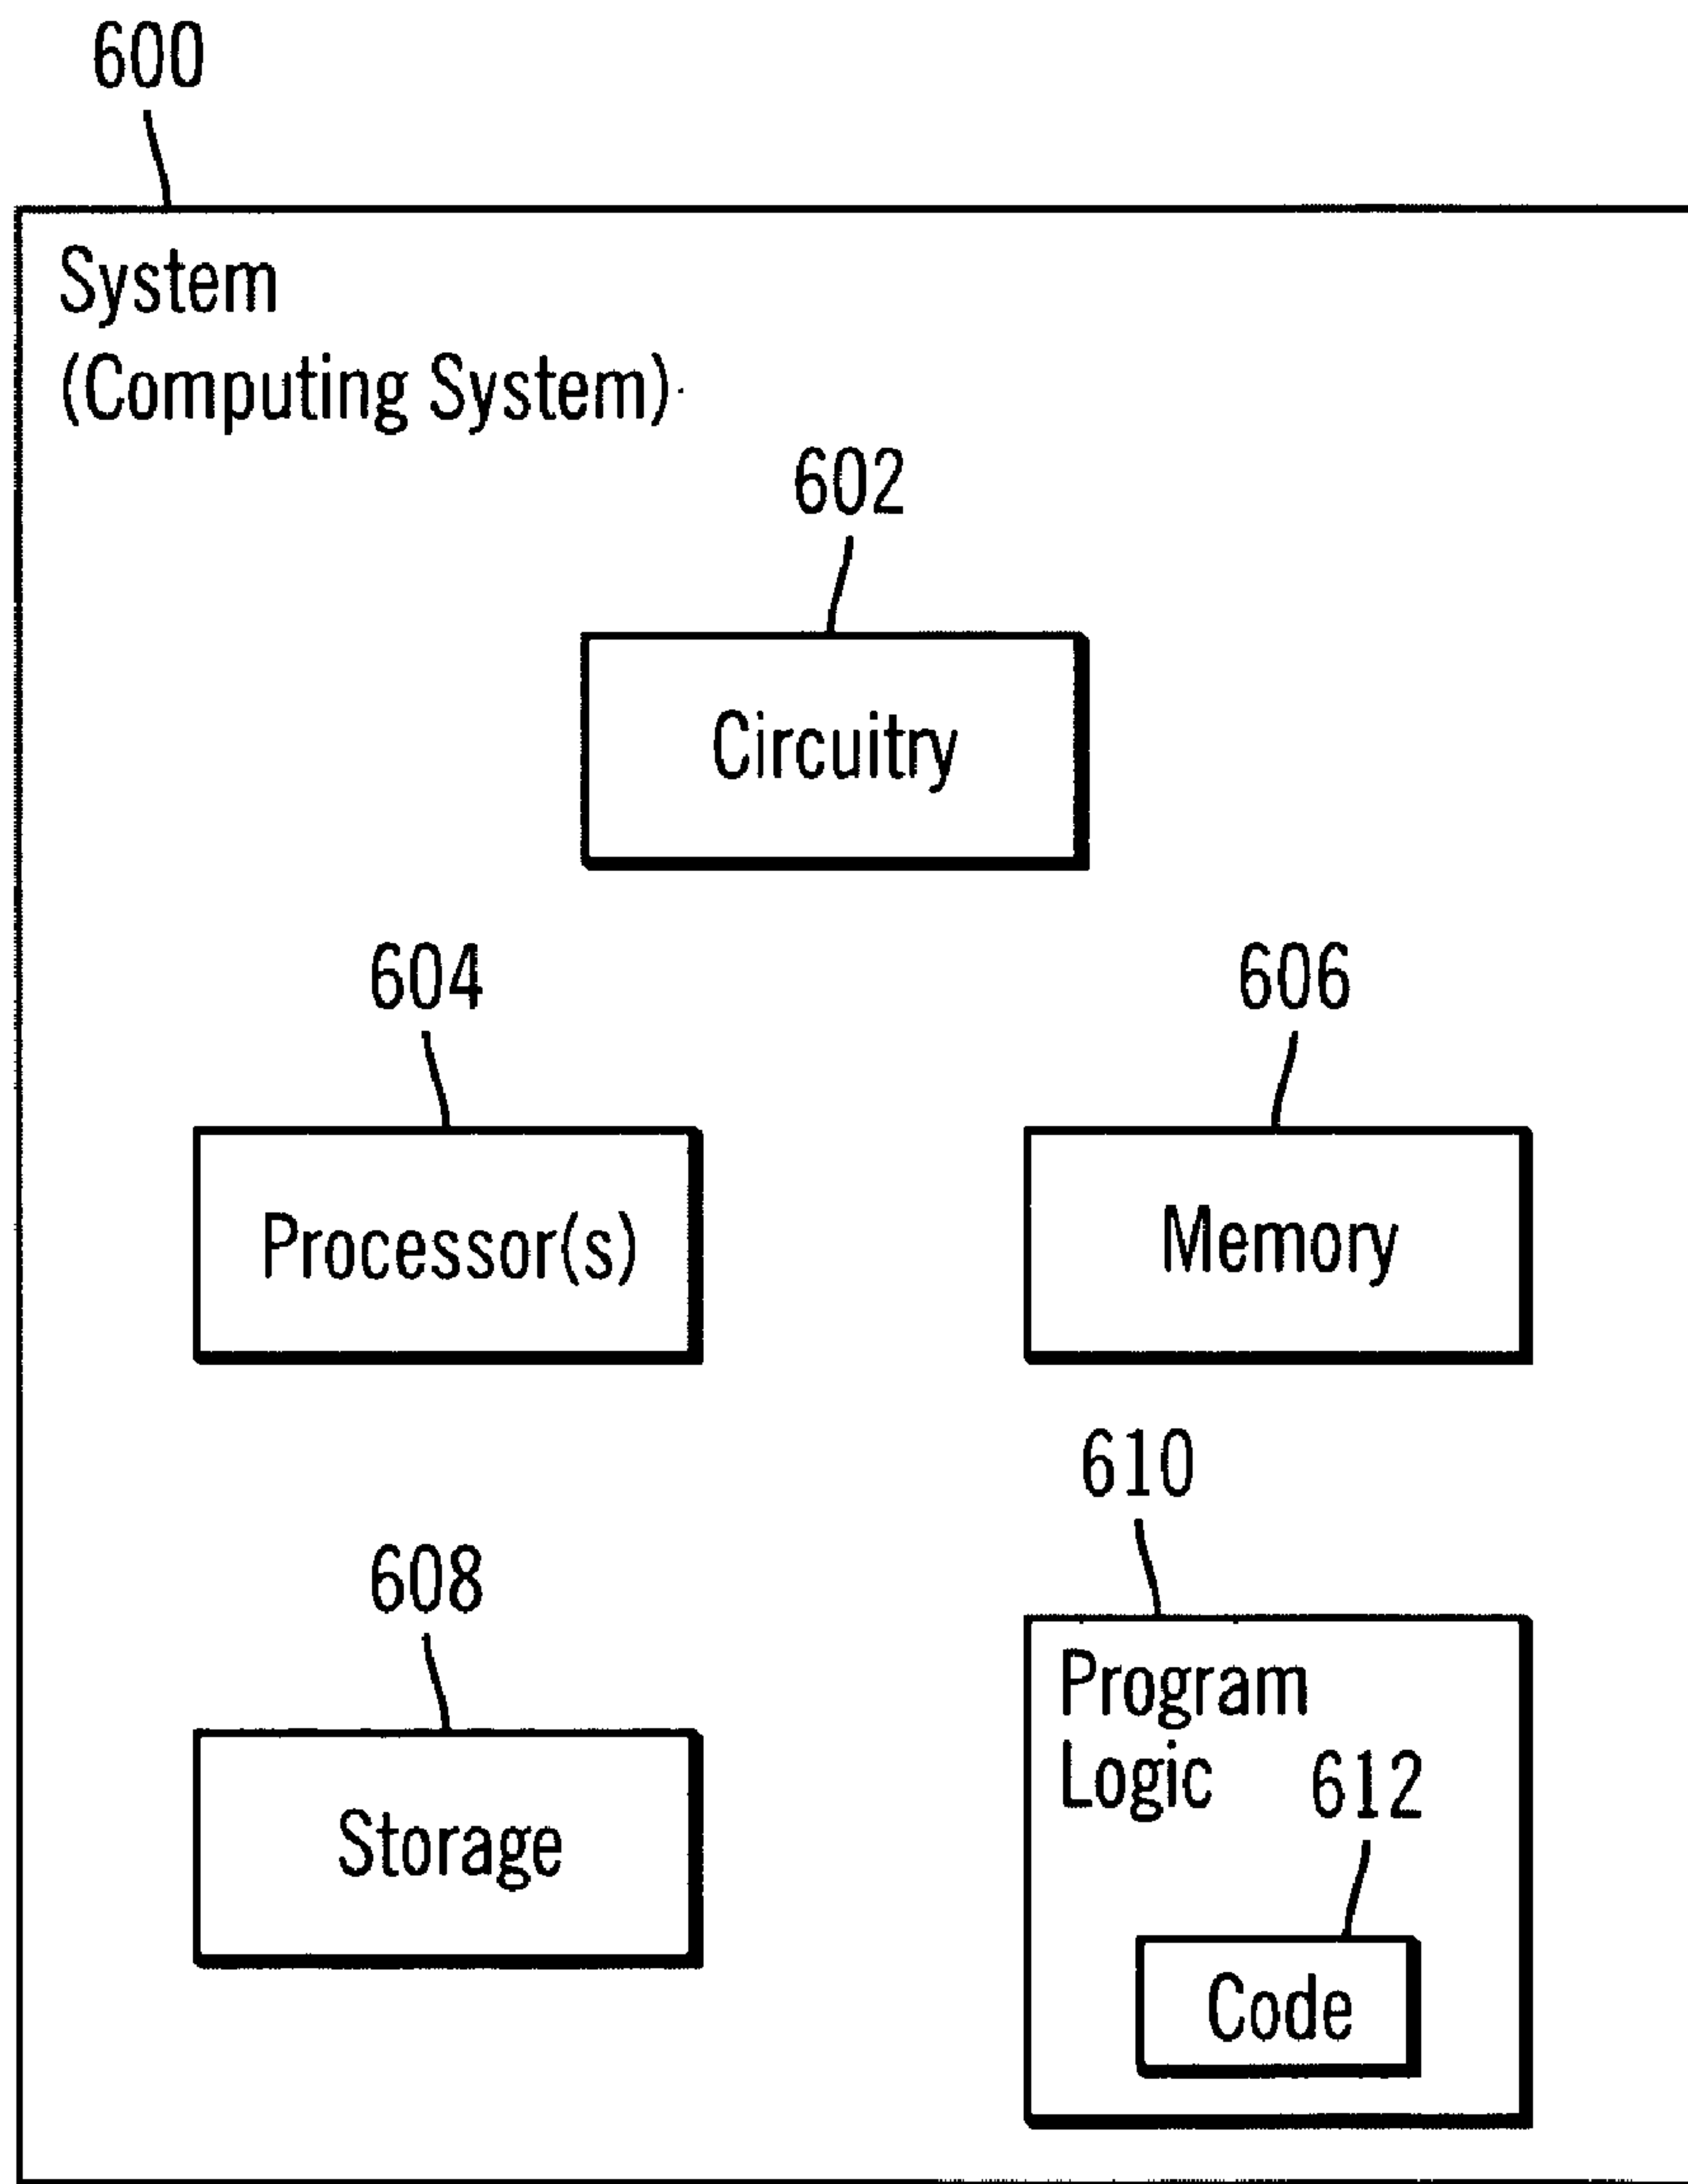 600
System
(Computing System)
602
Circuitry
604
606
Processor(s)
Memory
610
608
Program
Logic
612
Storage
Code